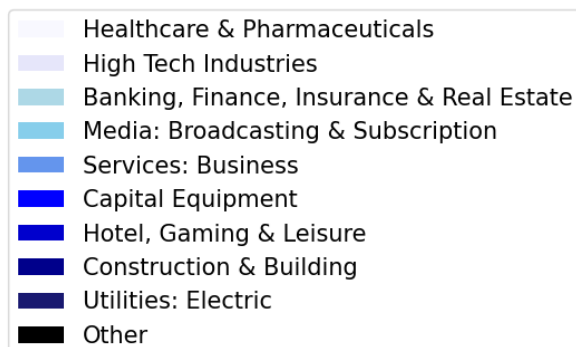 Healthcare & Pharmaceuticals
High Tech Industries
Banking, Finance, Insurance & Real Estate
Media: Broadcasting & Subscription
Services: Business
Capital Equipment
Hotel, Gaming & Leisure
Construction & Building
Utilities: Electric
Other